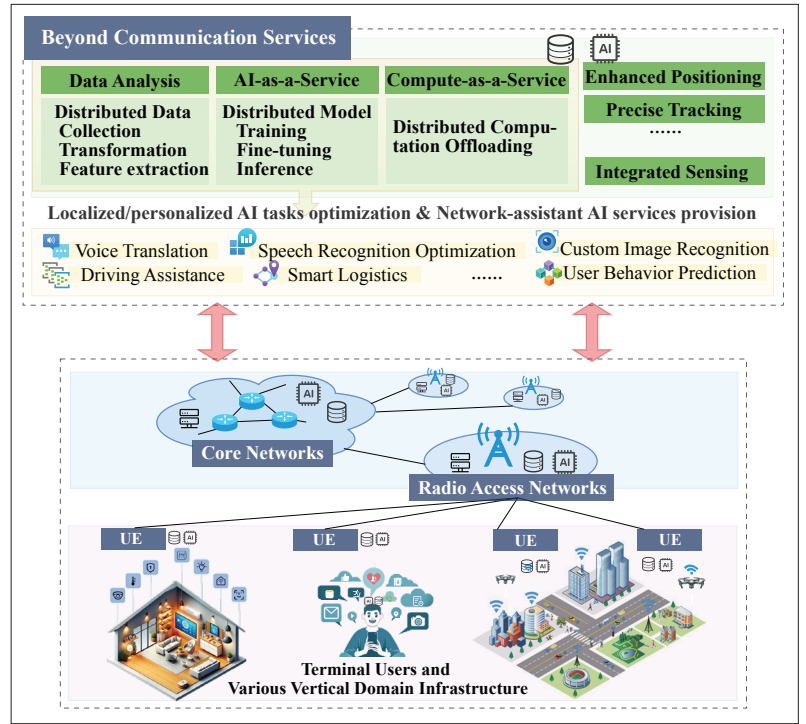 Beyond Communication Services
AI
Data Analysis
Distributed Data
Collection
Transformation
Feature extraction
AI-as-a-Service
Distributed Model
Training
Fine-tuning
Inference
Compute-as-a-Service
Distributed Compu-
tation Offloading
Enhanced Positioning
Precise Tracking
......
Integrated Sensing
Localized/personalized AI tasks optimization & Network-assistant AI services provision
Voice Translation
Speech Recognition Optimization
Custom Image Recognition
Driving Assistance
Smart Logistics
......
User Behavior Prediction
AI
AI
AI
Core Networks
AI
Radio Access Networks
UE
AI
UE
AI
UE
UE
AI
AI
AI
Terminal Users and
Various Vertical Domain Infrastructure